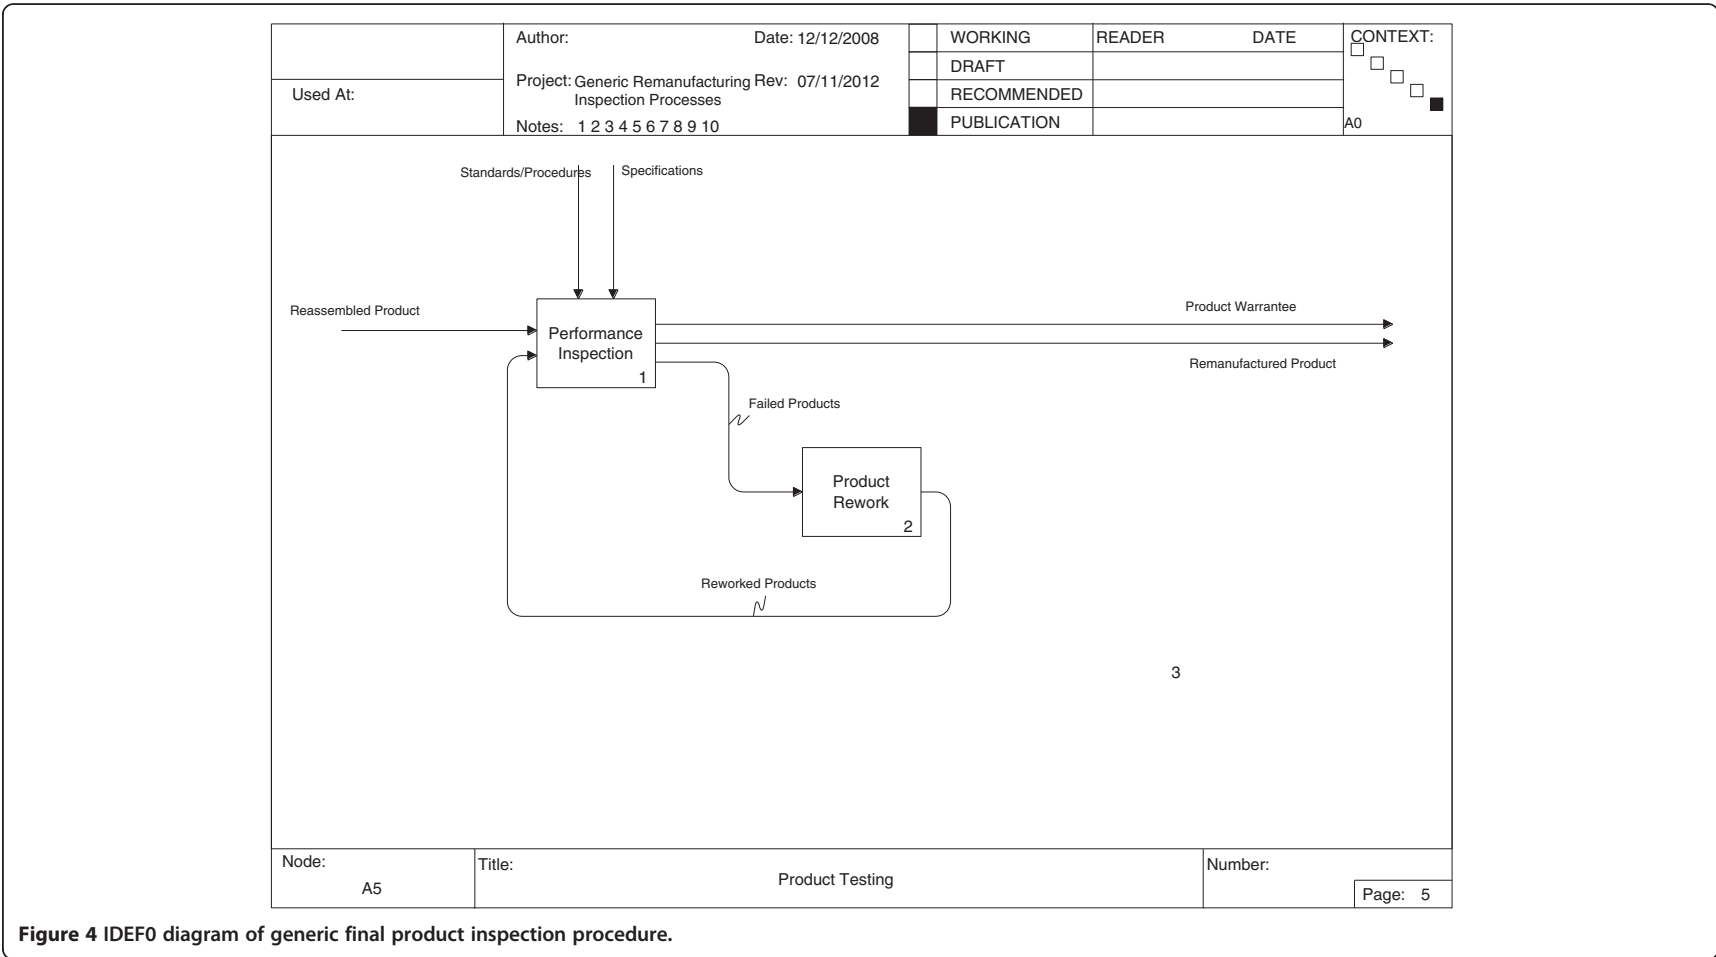 Author:
Date: 12/12/2008
WORKING
READER
DATE
CONTEXT:
DRAFT
Used At:
Project: Generic Remanufacturing
Inspection Processes
Rev: 07/11/2012
RECOMMENDED
Notes: 1 2 3 4 5 6 7 8 9 10
PUBLICATION
A0
Standards/Procedures
Specifications
Reassembled Product
Product Warrantee
Performance
Inspection
1
Remanufactured Product
Failed Products
Product
Rework
2
Reworked Products
3
Node:
A5
Title:
Product Testing
Number:
Page: 5
Figure 4 IDEF0 diagram of generic final product inspection procedure.